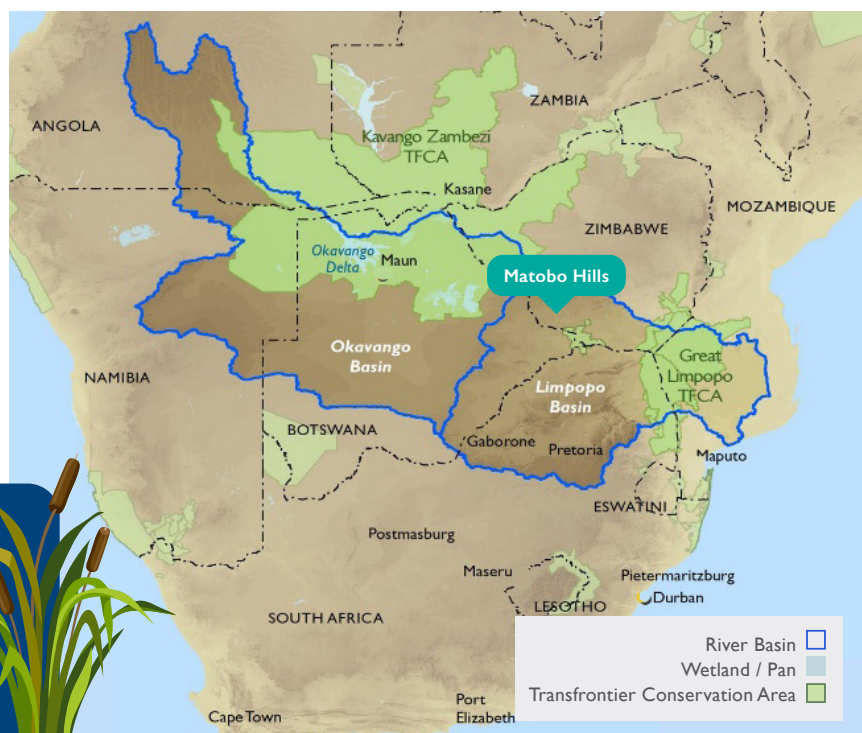 ZAMBIA
ANGOLA
Kavango Zambezi
TFCA
Kasane
MOZAMBIQUE
ZIMBABWE
Okavango
Delta
Maun
Matobo Hills
Okavango
Basin
Great
Limpopo
TFCA
NAMIBIA
Limpopo
Basin
BOTSWANA
Gaborone
Pretoria
Maputo
ESWATINI
Postmasburg
Maseru
Pietermaritzburg
Durban
LESOTHO
SOUTH AFRICA
River Basin
Wetland / Pan
Transfrontier Conservation Area
Port
Elizabeth
Cape Town